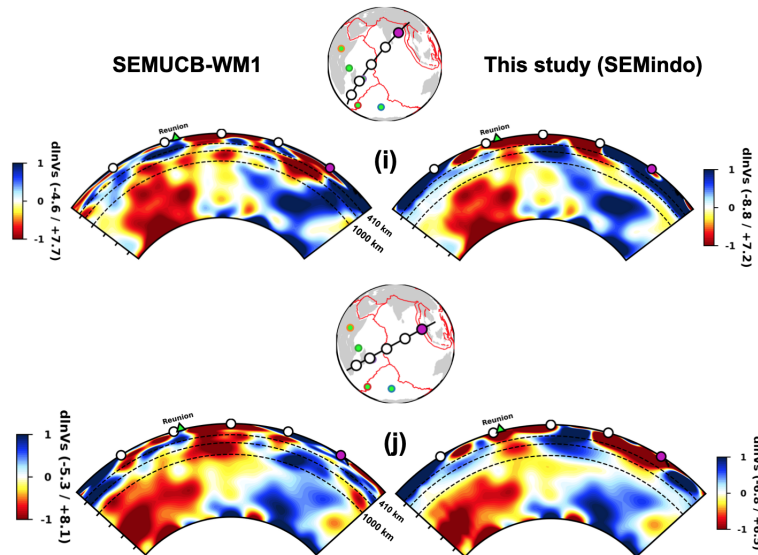 SEMUCB-WM1
This study (SEMindo)
Reunion
Reunion
(i)
1
0
-1
dlnVs (-4.6 / +7.7)
410 km
1000 km
1
0
-1
dlnVs (-8.8 / +7.2)
Reunion
Reunion
(j)
1
0
-1
dlnVs (-5.3 / +8.1)
410 km
1000 km
1
0
-1